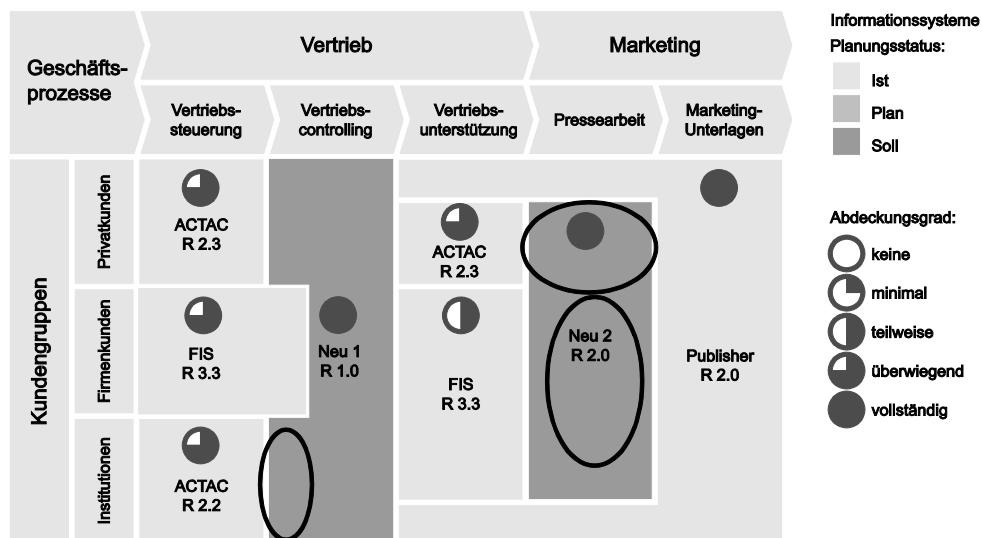 Geschäfts-
prozesse
Vertrieb
Marketing
Vertriebs-
steuerung
Vertriebs-
controlling
Vertriebs-
unterstützung
Pressearbeit
Marketing-
Unterlagen
Kundengruppen
Privatkunden
Firmenkunden
Institutionen
ACTAC
R 2.3
ACTAC
R 2.3
FIS
R 3.3
Neu 1
R 1.0
FIS
R 3.3
Neu 2
R 2.0
Publisher
R 2.0
ACTAC
R 2.2
Informationssysteme
Planungsstatus:
Ist
Plan
Soll
Abdeckungsgrad:
keine
minimal
teilweise
überwiegend
vollständig